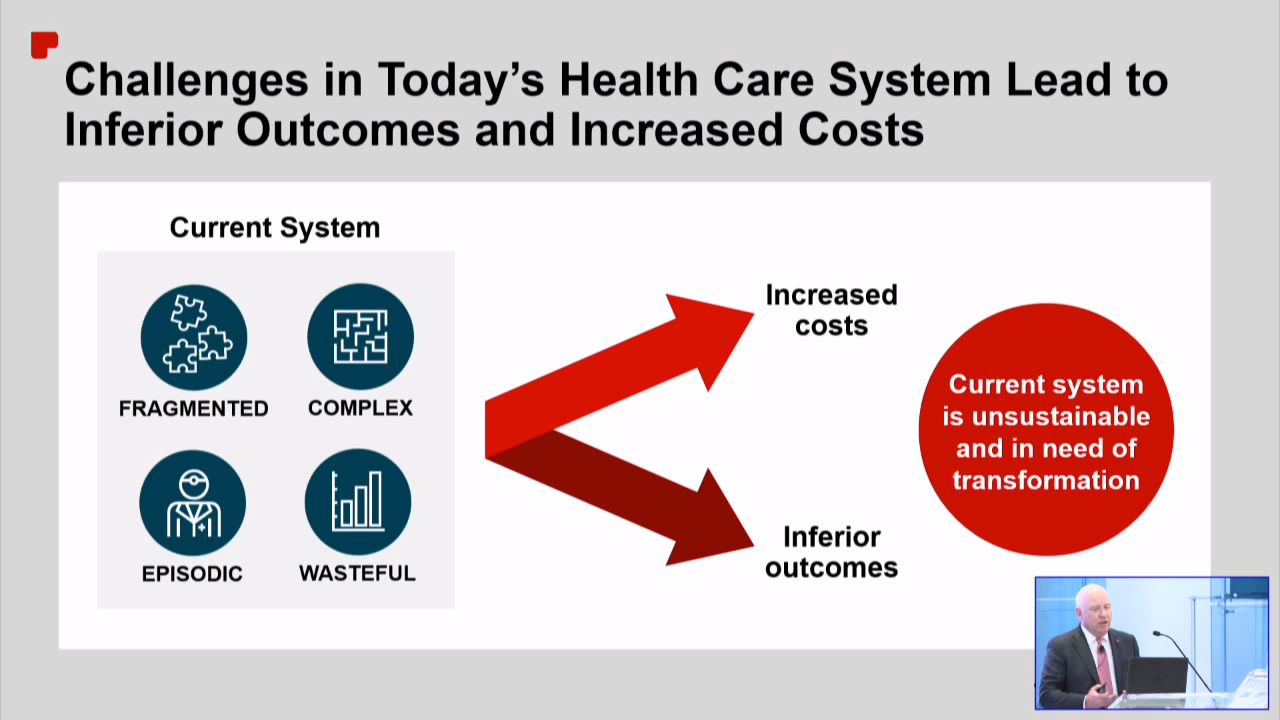 Challenges in Today’s Health Care System Lead to
Inferior Outcomes and Increased Costs
Current System
FRAGMENTED
COMPLEX
EPISODIC
WASTEFUL
Increased
costs
Inferior
outcomes
Current system
is unsustainable
and in need of
transformation